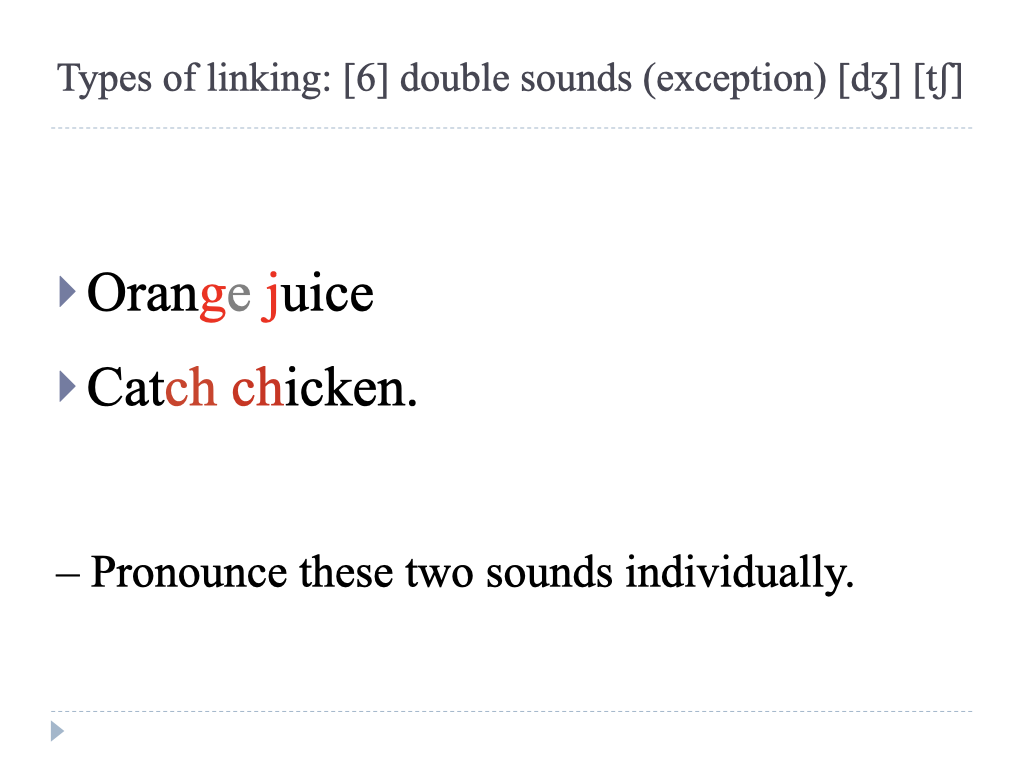 Types of linking: [6] double sounds (exception) [dʒ] [tʃ]
Orange juice
Catch chicken.
– Pronounce these two sounds individually.